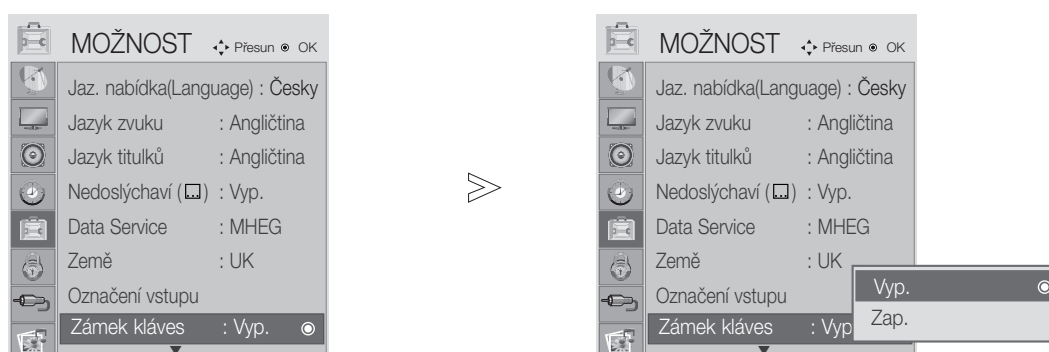 MOŽNOST Přesun OK
Jaz. nabídka(Language) : Česky
Jazyk zvuku : Angličtina
Jazyk titulků : Angličtina
Nedoslýchaví ( ) : Vyp.
Data Service : MHEG
Země : UK
Označení vstupu
Zámek kláves : Vyp.
MOŽNOST Přesun OK
Jaz. nabídka(Language) : Česky
Jazyk zvuku : Angličtina
Jazyk titulků : Angličtina
Nedoslýchaví ( ) : Vyp.
Data Service : MHEG
Země : UK
Označení vstupu
Zámek kláves : Vyp
Vyp.
Zap.